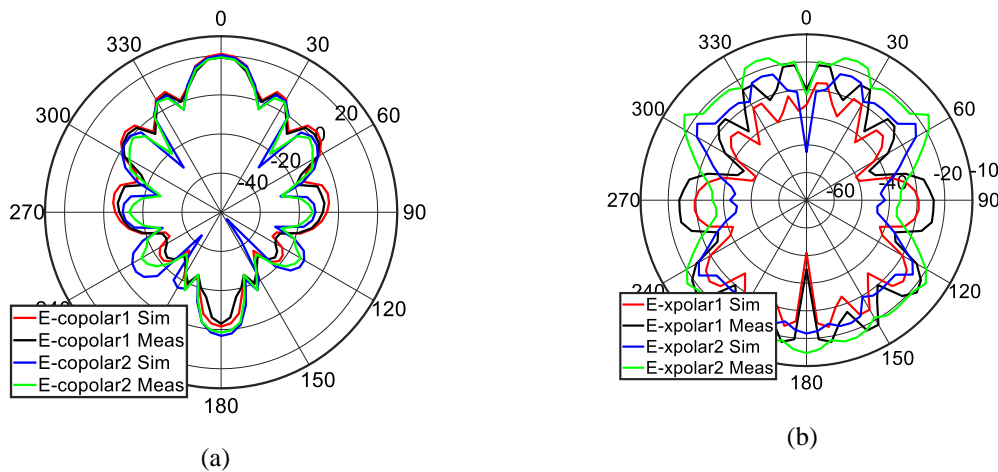 0
330
30
300
60
20
0
-20
-40
270
90
120
150
180
E-copolar1 Sim
E-copolar1 Meas
E-copolar2 Sim
E-copolar2 Meas
(a)
0
330
30
300
60
-10
-20
-40
-60
270
90
240
120
150
180
E-xpolar1 Sim
E-xpolar1 Meas
E-xpolar2 Sim
E-xpolar2 Meas
(b)